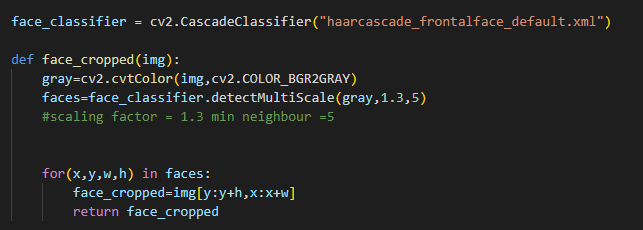 face_classifier = cv2.CascadeClassifier("haarcascade_frontalface_default.xml")
def face_cropped(img):
gray=cv2.cvtColor(img,cv2.COLOR_BGR2GRAY)
faces=face_classifier.detectMultiScale(gray,1.3,5)
#scaling factor = 1.3 min neighbour =5
for(x,y,w,h) in faces:
face_cropped=img[y:y+h,x:x+w]
return face_cropped